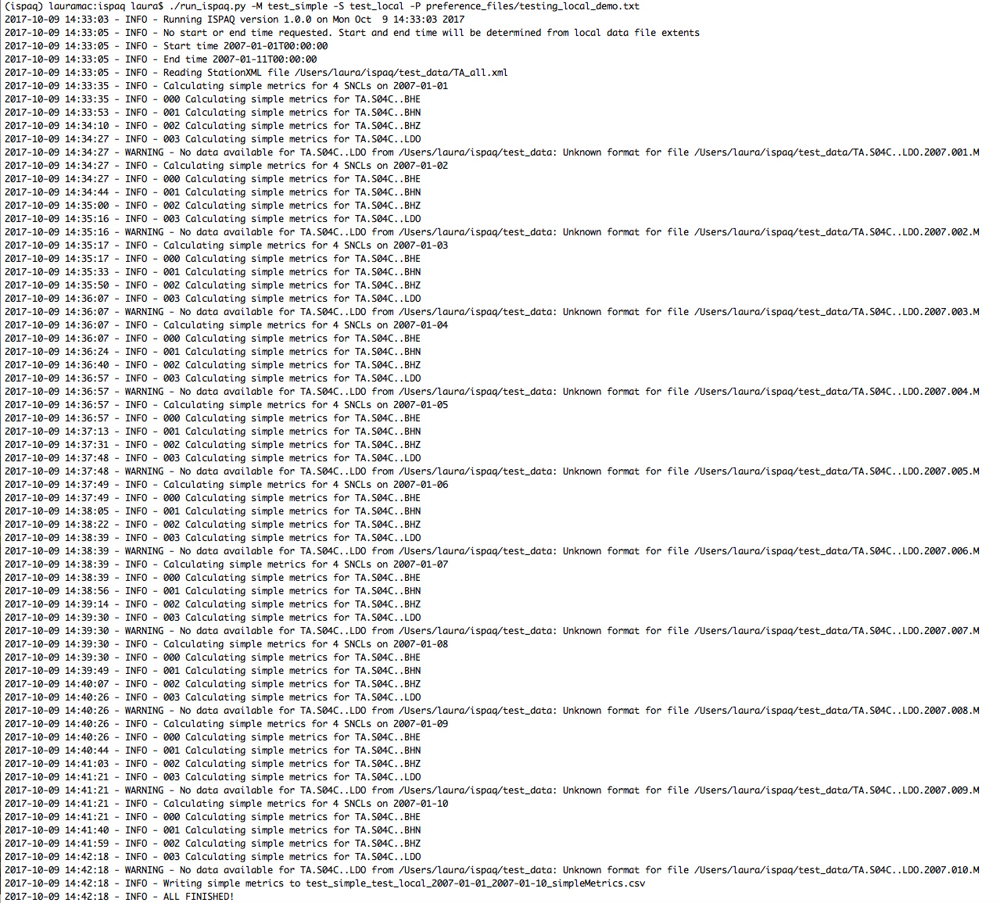 (ispaq) lauramac:ispaq laura$ ./run_ispaq.py -M test_simple -S test_local -P preference_files/testing_local_demo.txt
2017-10-09 14:33:03 - INFO - Running ISPAQ version 1.0.0 on Mon Oct  9 14:33:03 2017
2017-10-09 14:33:05 - INFO - No start or end time requested. Start and end time will be determined from local data file extents
2017-10-09 14:33:05 - INFO - Start time 2007-01-01T00:00:00
2017-10-09 14:33:05 - INFO - End time 2007-01-11T00:00:00
2017-10-09 14:33:05 - INFO - Reading StationXML file /Users/laura/ispaq/test_data/TA_all.xml
2017-10-09 14:33:35 - INFO - Calculating simple metrics for 4 SNCLs on 2007-01-01
2017-10-09 14:33:35 - INFO - 000 Calculating simple metrics for TA.S04C..BHE
2017-10-09 14:33:53 - INFO - 001 Calculating simple metrics for TA.S04C..BHN
2017-10-09 14:34:10 - INFO - 002 Calculating simple metrics for TA.S04C..BHZ
2017-10-09 14:34:27 - INFO - 003 Calculating simple metrics for TA.S04C..LDO
2017-10-09 14:34:27 - WARNING - No data available for TA.S04C..LDO from /Users/laura/ispaq/test_data: Unknown format for file /Users/laura/ispaq/test_data/TA.S04C..LDO.2007.001.M
2017-10-09 14:34:27 - INFO - Calculating simple metrics for 4 SNCLs on 2007-01-02
2017-10-09 14:34:27 - INFO - 000 Calculating simple metrics for TA.S04C..BHE
2017-10-09 14:34:44 - INFO - 001 Calculating simple metrics for TA.S04C..BHN
2017-10-09 14:35:00 - INFO - 002 Calculating simple metrics for TA.S04C..BHZ
2017-10-09 14:35:16 - INFO - 003 Calculating simple metrics for TA.S04C..LDO
2017-10-09 14:35:16 - WARNING - No data available for TA.S04C..LDO from /Users/laura/ispaq/test_data: Unknown format for file /Users/laura/ispaq/test_data/TA.S04C..LDO.2007.002.M
2017-10-09 14:35:17 - INFO - Calculating simple metrics for 4 SNCLs on 2007-01-03
2017-10-09 14:35:17 - INFO - 000 Calculating simple metrics for TA.S04C..BHE
2017-10-09 14:35:33 - INFO - 001 Calculating simple metrics for TA.S04C..BHN
2017-10-09 14:35:50 - INFO - 002 Calculating simple metrics for TA.S04C..BHZ
2017-10-09 14:36:07 - INFO - 003 Calculating simple metrics for TA.S04C..LDO
2017-10-09 14:36:07 - WARNING - No data available for TA.S04C..LDO from /Users/laura/ispaq/test_data: Unknown format for file /Users/laura/ispaq/test_data/TA.S04C..LDO.2007.003.M
2017-10-09 14:36:07 - INFO - Calculating simple metrics for 4 SNCLs on 2007-01-04
2017-10-09 14:36:07 - INFO - 000 Calculating simple metrics for TA.S04C..BHE
2017-10-09 14:36:24 - INFO - 001 Calculating simple metrics for TA.S04C..BHN
2017-10-09 14:36:40 - INFO - 002 Calculating simple metrics for TA.S04C..BHZ
2017-10-09 14:36:57 - INFO - 003 Calculating simple metrics for TA.S04C..LDO
2017-10-09 14:36:57 - WARNING - No data available for TA.S04C..LDO from /Users/laura/ispaq/test_data: Unknown format for file /Users/laura/ispaq/test_data/TA.S04C..LDO.2007.004.M
2017-10-09 14:36:57 - INFO - Calculating simple metrics for 4 SNCLs on 2007-01-05
2017-10-09 14:36:57 - INFO - 000 Calculating simple metrics for TA.S04C..BHE
2017-10-09 14:37:13 - INFO - 001 Calculating simple metrics for TA.S04C..BHN
2017-10-09 14:37:31 - INFO - 002 Calculating simple metrics for TA.S04C..BHZ
2017-10-09 14:37:48 - INFO - 003 Calculating simple metrics for TA.S04C..LDO
2017-10-09 14:37:48 - WARNING - No data available for TA.S04C..LDO from /Users/laura/ispaq/test_data: Unknown format for file /Users/laura/ispaq/test_data/TA.S04C..LDO.2007.005.M
2017-10-09 14:37:49 - INFO - Calculating simple metrics for 4 SNCLs on 2007-01-06
2017-10-09 14:37:49 - INFO - 000 Calculating simple metrics for TA.S04C..BHE
2017-10-09 14:38:05 - INFO - 001 Calculating simple metrics for TA.S04C..BHN
2017-10-09 14:38:22 - INFO - 002 Calculating simple metrics for TA.S04C..BHZ
2017-10-09 14:38:39 - INFO - 003 Calculating simple metrics for TA.S04C..LDO
2017-10-09 14:38:39 - WARNING - No data available for TA.S04C..LDO from /Users/laura/ispaq/test_data: Unknown format for file /Users/laura/ispaq/test_data/TA.S04C..LDO.2007.006.M
2017-10-09 14:38:39 - INFO - Calculating simple metrics for 4 SNCLs on 2007-01-07
2017-10-09 14:38:39 - INFO - 000 Calculating simple metrics for TA.S04C..BHE
2017-10-09 14:38:56 - INFO - 001 Calculating simple metrics for TA.S04C..BHN
2017-10-09 14:39:14 - INFO - 002 Calculating simple metrics for TA.S04C..BHZ
2017-10-09 14:39:30 - INFO - 003 Calculating simple metrics for TA.S04C..LDO
2017-10-09 14:39:30 - WARNING - No data available for TA.S04C..LDO from /Users/laura/ispaq/test_data: Unknown format for file /Users/laura/ispaq/test_data/TA.S04C..LDO.2007.007.M
2017-10-09 14:39:30 - INFO - Calculating simple metrics for 4 SNCLs on 2007-01-08
2017-10-09 14:39:30 - INFO - 000 Calculating simple metrics for TA.S04C..BHE
2017-10-09 14:39:49 - INFO - 001 Calculating simple metrics for TA.S04C..BHN
2017-10-09 14:40:07 - INFO - 002 Calculating simple metrics for TA.S04C..BHZ
2017-10-09 14:40:26 - INFO - 003 Calculating simple metrics for TA.S04C..LDO
2017-10-09 14:40:26 - WARNING - No data available for TA.S04C..LDO from /Users/laura/ispaq/test_data: Unknown format for file /Users/laura/ispaq/test_data/TA.S04C..LDO.2007.008.M
2017-10-09 14:40:26 - INFO - Calculating simple metrics for 4 SNCLs on 2007-01-09
2017-10-09 14:40:26 - INFO - 000 Calculating simple metrics for TA.S04C..BHE
2017-10-09 14:40:44 - INFO - 001 Calculating simple metrics for TA.S04C..BHN
2017-10-09 14:41:03 - INFO - 002 Calculating simple metrics for TA.S04C..BHZ
2017-10-09 14:41:21 - INFO - 003 Calculating simple metrics for TA.S04C..LDO
2017-10-09 14:41:21 - WARNING - No data available for TA.S04C..LDO from /Users/laura/ispaq/test_data: Unknown format for file /Users/laura/ispaq/test_data/TA.S04C..LDO.2007.009.M
2017-10-09 14:41:21 - INFO - Calculating simple metrics for 4 SNCLs on 2007-01-10
2017-10-09 14:41:21 - INFO - 000 Calculating simple metrics for TA.S04C..BHE
2017-10-09 14:41:40 - INFO - 001 Calculating simple metrics for TA.S04C..BHN
2017-10-09 14:41:59 - INFO - 002 Calculating simple metrics for TA.S04C..BHZ
2017-10-09 14:42:18 - INFO - 003 Calculating simple metrics for TA.S04C..LDO
2017-10-09 14:42:18 - WARNING - No data available for TA.S04C..LDO from /Users/laura/ispaq/test_data: Unknown format for file /Users/laura/ispaq/test_data/TA.S04C..LDO.2007.010.M
2017-10-09 14:42:18 - INFO - Writing simple metrics to test_simple_test_local_2007-01-01_2007-01-10_simpleMetrics.csv
2017-10-09 14:42:18 - INFO - ALL FINISHED!